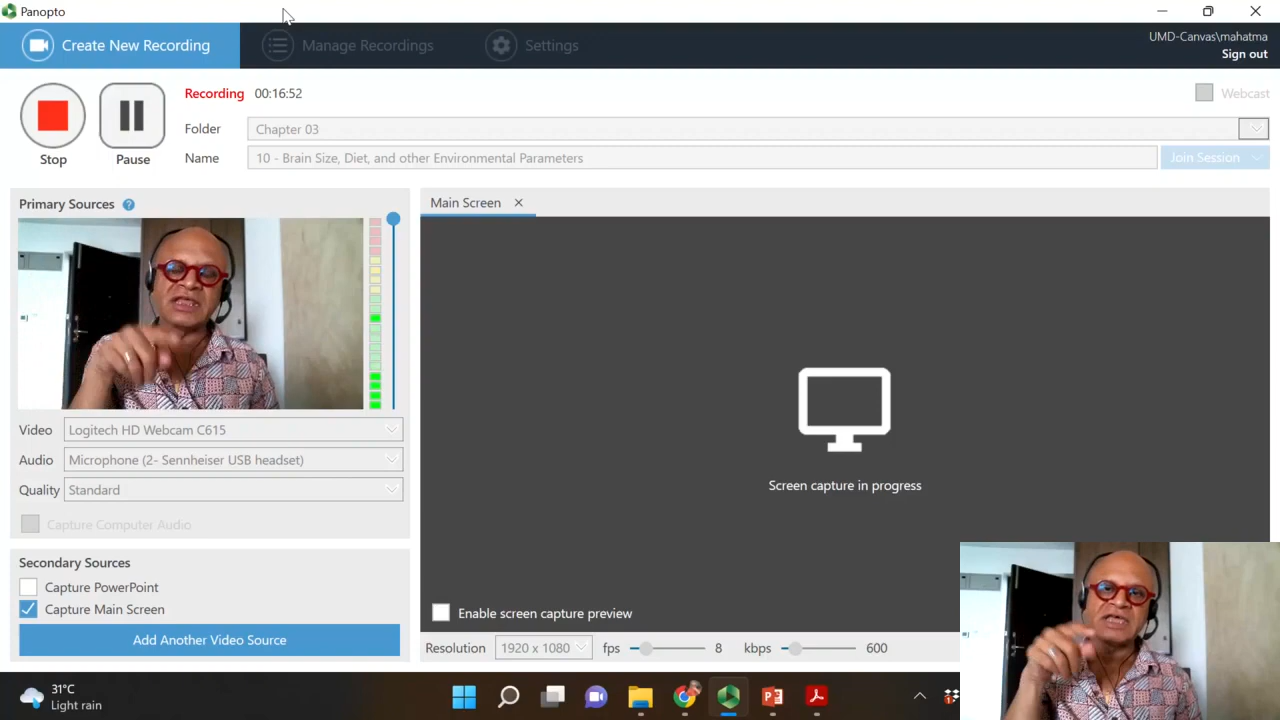 Panopto
Create New Recording
Manage Recordings
Settings
UMD-Canvas\mahatma
Sign out
Recording 00:16:52
Webcast
Folder Chapter 03
Name 10 - Brain Size, Diet, and other Environmental Parameters Join Session
Stop Pause
Primary Sources ?
Main Screen
Video Logitech HD Webcam C615
Audio Microphone (2- Sennheiser USB headset)
Quality Standard
Capture Computer Audio
Screen capture in progress
Secondary Sources
Capture PowerPoint
Capture Main Screen
Add Another Video Source
Enable screen capture preview
Resolution 1920 x 1080 fps 8 kbps 600
31°C
Light rain